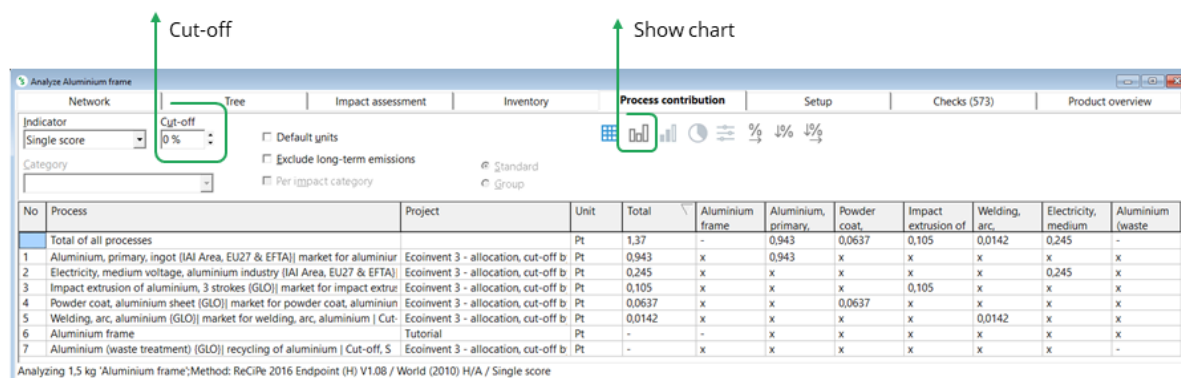 Cut-off Show chart
Analyze Aluminium frame
Network Tree Impact assessment Inventory Process contribution Setup Checks (573) Product overview
Indicator Cut-off
Single score 0 % Default units
Exclude long-term emissions
Category Standard
Per impact category Group
No Process Project Unit Total Aluminium frame Aluminium, primary, Powder coat, Impact extrusion of Welding, arc, Electricity, medium Aluminium (waste
Total of all processes Pt 1,37 - 0,943 0,0637 0,105 0,0142 0,245 -
1 Aluminium, primary, ingot {IAI Area, EU27 & EFTA}| market for aluminiur Ecoinvent 3 - allocation, cut-off b Pt 0,943 x 0,943 x x x x x
2 Electricity, medium voltage, aluminium industry {IAI Area, EU27 & EFTA}| Ecoinvent 3 - allocation, cut-off b Pt 0,245 x x x x x 0,245 x
3 Impact extrusion of aluminium, 3 strokes {GLO}| market for impact extru: Ecoinvent 3 - allocation, cut-off b Pt 0,105 x x x 0,105 x x x
4 Powder coat, aluminium sheet {GLO}| market for powder coat, aluminiun Ecoinvent 3 - allocation, cut-off b Pt 0,0637 x x 0,0637 x x x x
5 Welding, arc, aluminium {GLO}| market for welding, arc, aluminium | Cut- Ecoinvent 3 - allocation, cut-off b Pt 0,0142 x x x x 0,0142 x x
6 Aluminium frame Tutorial Pt - - x x x x x x
7 Aluminium (waste treatment) {GLO}| recycling of aluminium | Cut-off, S Ecoinvent 3 - allocation, cut-off b Pt - x x x x x x -
Analyzing 1,5 kg 'Aluminium frame';Method: ReCiPe 2016 Endpoint (H) V1.08 / World (2010) H/A / Single score